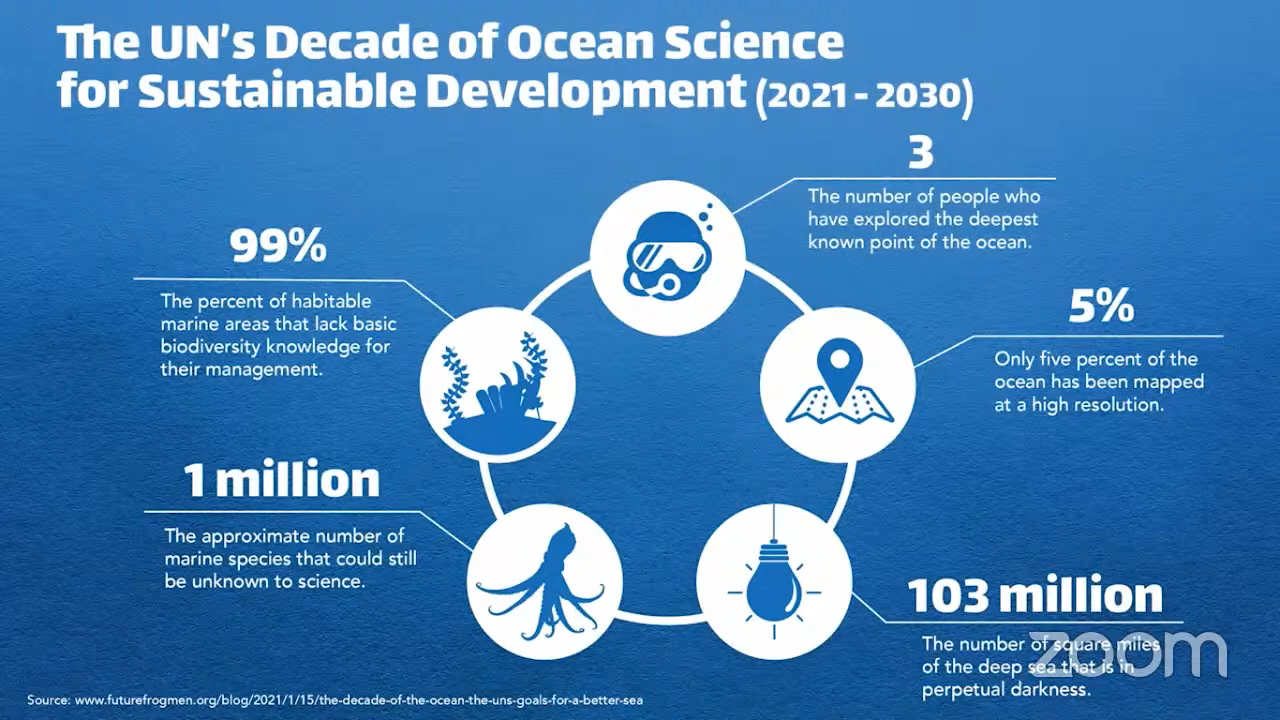 The UN's Decade of Ocean Science
for Sustainable Development (2021 - 2030)
3
The number of people who
have explored the deepest
known point of the ocean.
99%
The percent of habitable
marine areas that lack basic
biodiversity knowledge for
their management.
5%
Only five percent of the
ocean has been mapped
at a high resolution.
1 million
The approximate number of
marine species that could still
be unknown to science.
103 million
The number of square miles
of the deep sea that is in
perpetual darkness.
zoom
Source: www.futurefrogmen.org/blog/2021/1/15/the-decade-of-the-ocean-the-uns-goals-for-a-better-sea